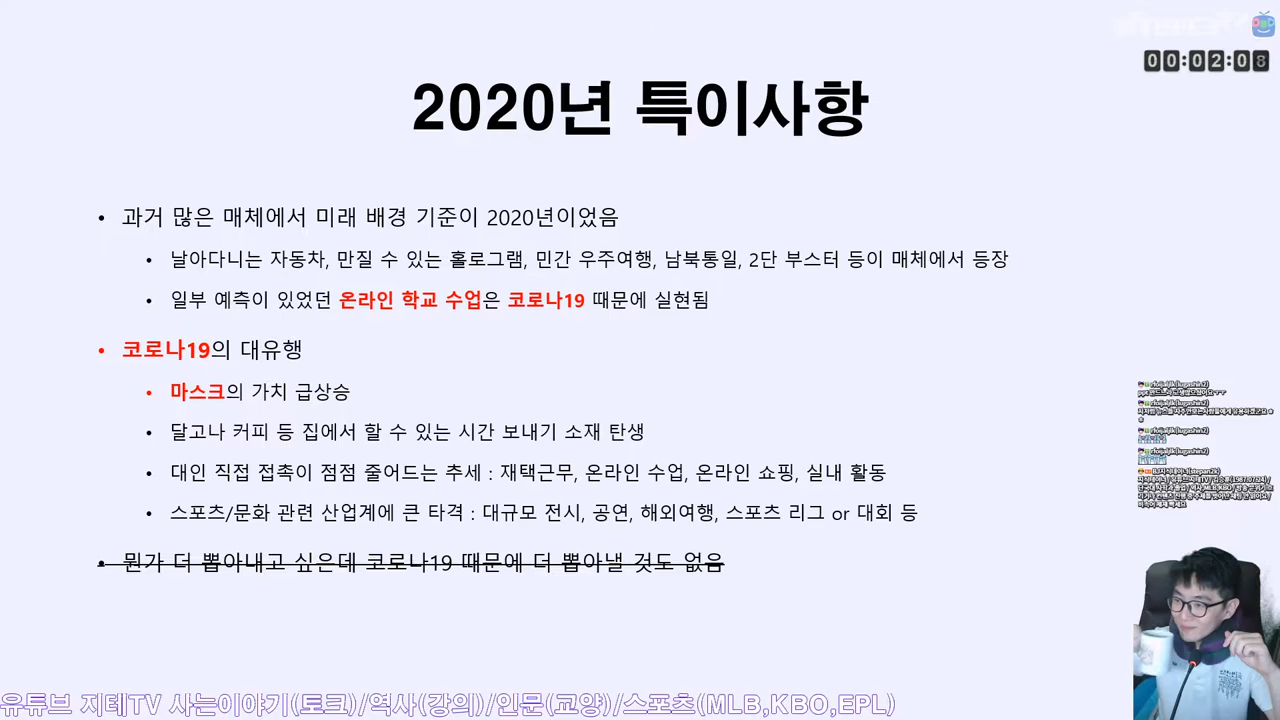 00:02:08
2020년 특이사항
• 과거 많은 매체에서 미래 배경 기준이 2020년이었음
• 날아다니는 자동차, 만질 수 있는 홀로그램, 민간 우주여행, 남북통일, 2단 부스터 등이 매체에서 등장
• 일부 예측이 있었던 온라인 학교 수업은 코로나19 때문에 실현됨
• 코로나19의 대유행
• 마스크의 가치 급상승
• 달고나 커피 등 집에서 할 수 있는 시간 보내기 소재 탄생
• 대인 직접 접촉이 점점 줄어드는 추세 : 재택근무, 온라인 수업, 온라인 쇼핑, 실내 활동
• 스포츠/문화 관련 산업계에 큰 타격 : 대규모 전시, 공연, 해외여행, 스포츠 리그 or 대회 등
• 뭔가 더 뽑아내고 싶은데 코로나19 때문에 더 뽑아낼 것도 없음
유튜브 지테TV 사는이야기(토크)/역사(강의)/인문(교양)/스포츠(MLB,KBO,EPL)